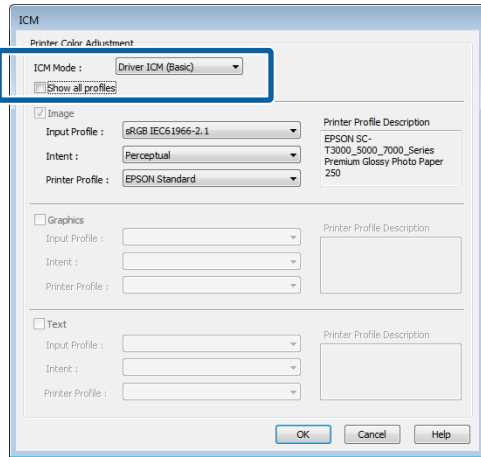 ICM
Printer Color Adjustment
ICM Mode : Driver ICM (Basic)
Show all profiles
Image
Input Profile : sRGB IEC61966-2.1
Intent : Perceptual
Printer Profile : EPSON Standard
Printer Profile Description
EPSON SC-
T3000_5000_7000_Series
Premium Glossy Photo Paper
250
Graphics
Input Profile :
Intent :
Printer Profile :
Printer Profile Description
Text
Input Profile :
Intent :
Printer Profile :
Printer Profile Description
OK Cancel Help